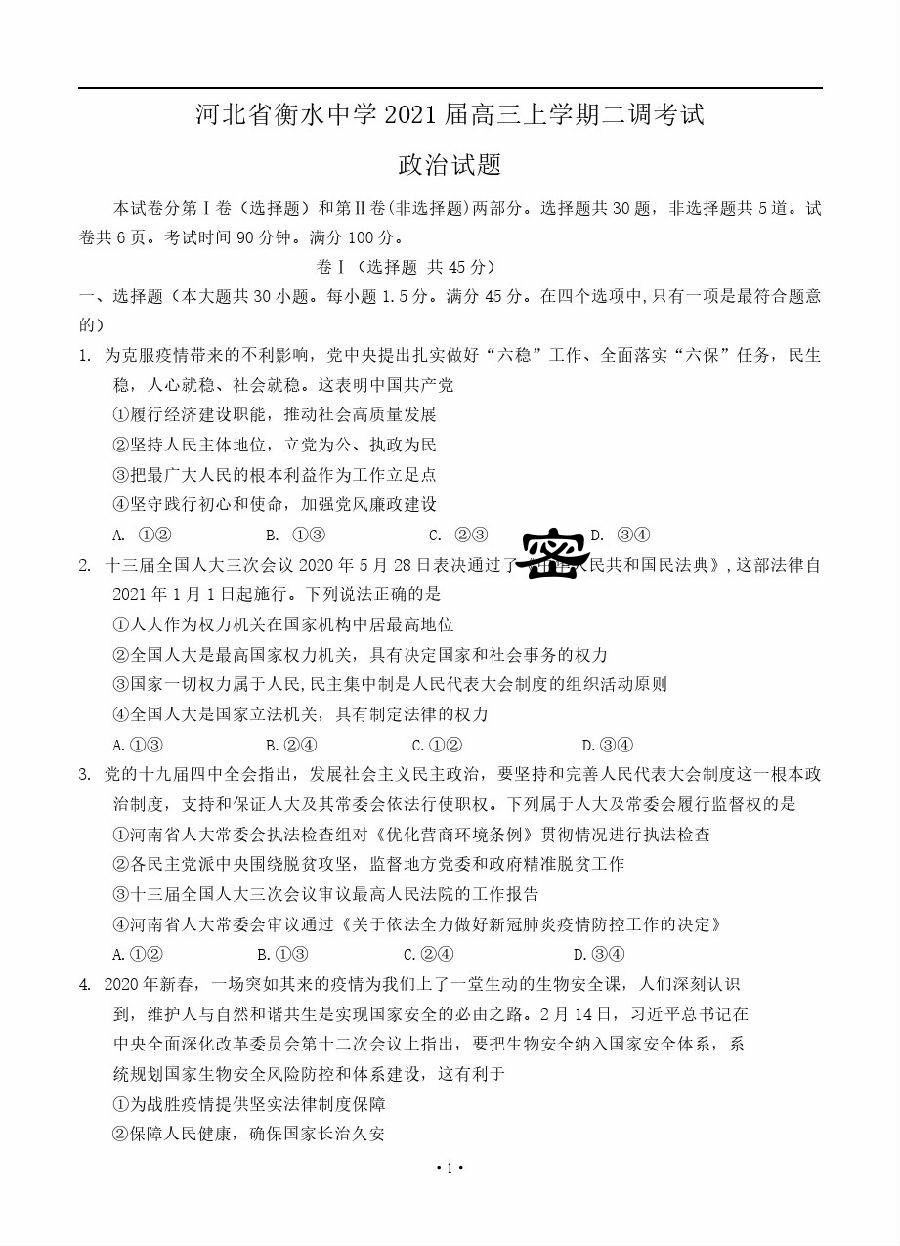 河北省衡水中学2021届高三上学期二调考试
政治试题
本试卷分第Ⅰ卷（选择题）和第Ⅱ卷(非选择题)两部分。选择题共30题，非选择题共5道。试
卷共6页。考试时间90分钟。满分100分。
卷Ⅰ（选择题 共45分）
一、选择题（本大题共30小题。每小题1.5分。满分45分。在四个选项中,只有一项是最符合题意
的）
1. 为克服疫情带来的不利影响，党中央提出扎实做好“六稳”工作、全面落实“六保”任务，民生
稳，人心就稳、社会就稳。这表明中国共产党
①履行经济建设职能，推动社会高质量发展
②坚持人民主体地位，立党为公、执政为民
③把最广大人民的根本利益作为工作立足点
④坚守践行初心和使命，加强党风廉政建设
A. ①② B. ①③ C. ②③ D. ③④
密
2. 十三届全国人大三次会议2020年5月28日表决通过了 人民共和国民法典》,这部法律自
2021年1月1日起施行。下列说法正确的是
①人大作为权力机关在国家机构中居最高地位
②全国人大是最高国家权力机关，具有决定国家和社会事务的权力
③国家一切权力属于人民,民主集中制是人民代表大会制度的组织活动原则
④全国人大是国家立法机关，具有制定法律的权力
A.①③ B.②④ C.①② D.③④
3. 党的十九届四中全会指出，发展社会主义民主政治，要坚持和完善人民代表大会制度这一根本政
治制度，支持和保证人大及其常委会依法行使职权。下列属于人大及常委会履行监督权的是
①河南省人大常委会执法检查组对《优化营商环境条例》贯彻情况进行执法检查
②各民主党派中央围绕脱贫攻坚，监督地方党委和政府精准脱贫工作
③十三届全国人大三次会议审议最高人民法院的工作报告
④河南省人大常委会审议通过《关于依法全力做好新冠肺炎疫情防控工作的决定》
A.①② B.①③ C.②④ D.③④
4. 2020年新春，一场突如其来的疫情为我们上了一堂生动的生物安全课，人们深刻认识
到，维护人与自然和谐共生是实现国家安全的必由之路。2月14日，习近平总书记在
中央全面深化改革委员会第十二次会议上指出，要把生物安全纳入国家安全体系，系
统规划国家生物安全风险防控和体系建设，这有利于
①为战胜疫情提供坚实法律制度保障
②保障人民健康，确保国家长治久安
·1·